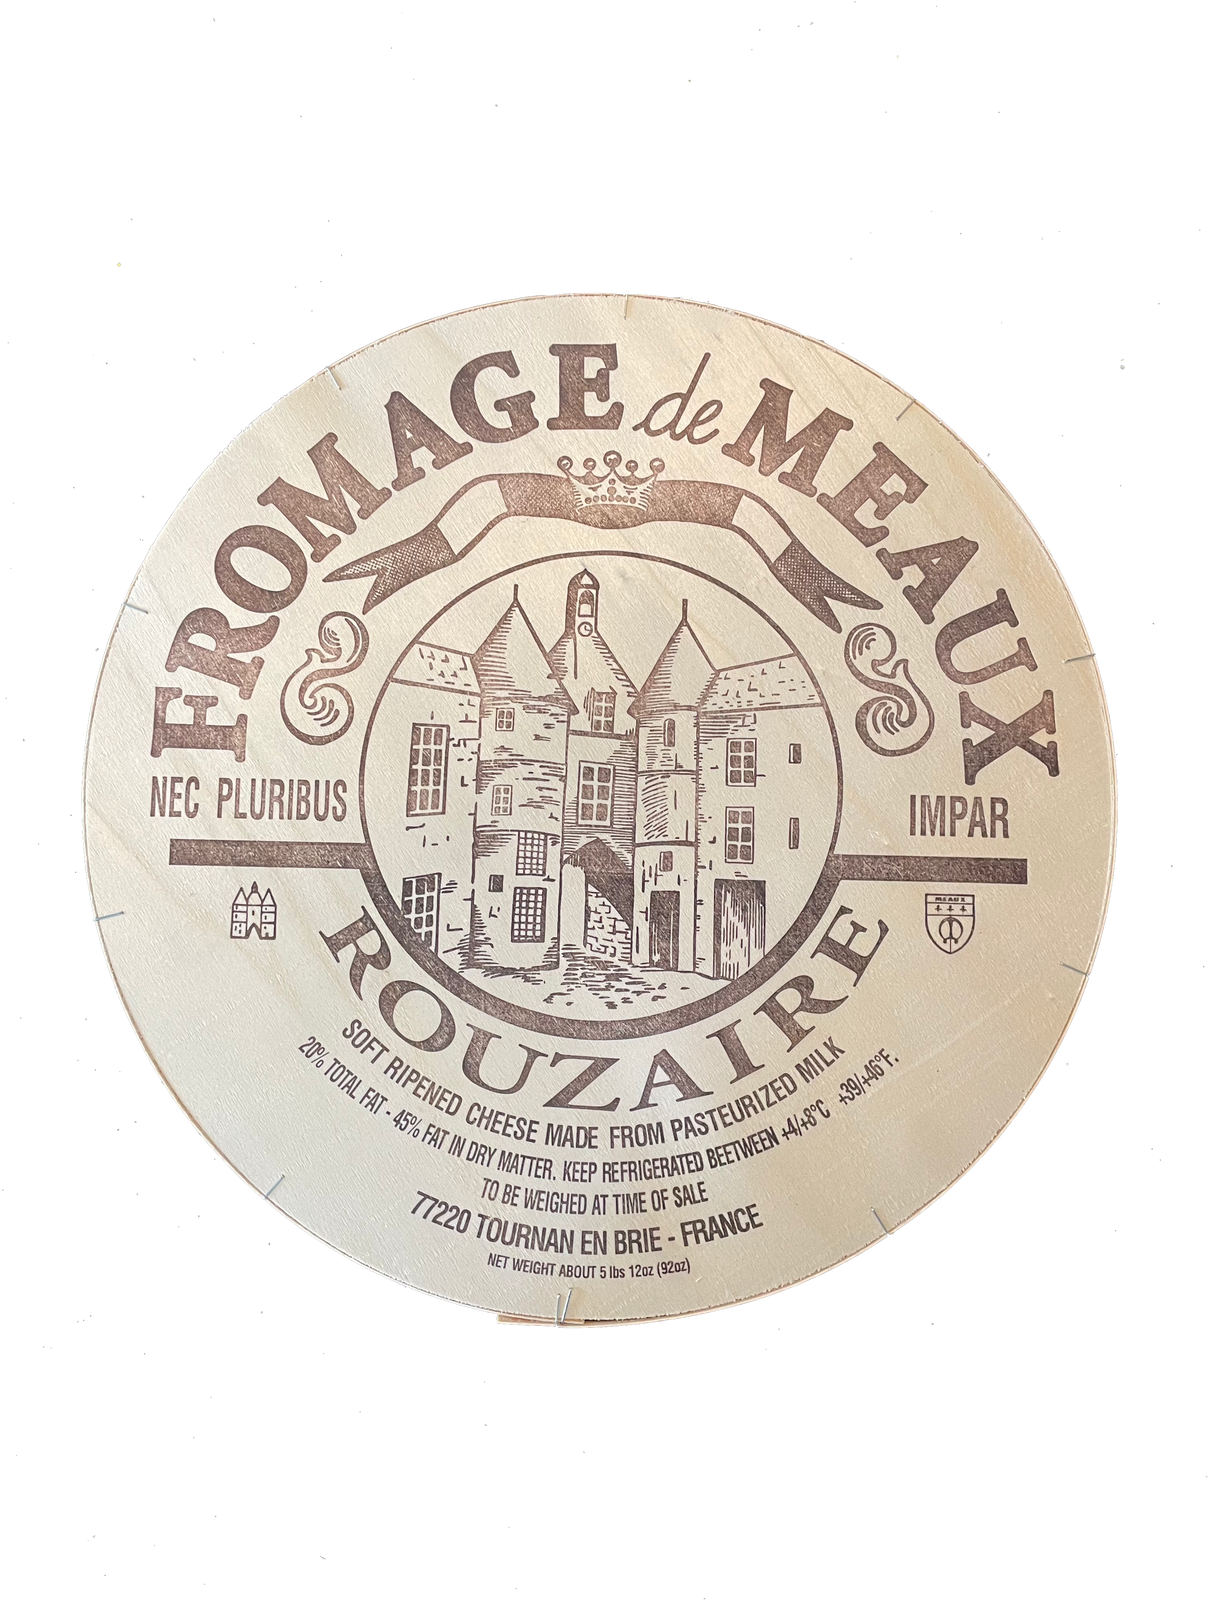 FROMAGE de MEAUX
NEC PLURIBUS IMPAR
MEAUX
ROUZAIRE
SOFT RIPENED CHEESE MADE FROM PASTEURIZED MILK
20% TOTAL FAT - 45% FAT IN DRY MATTER. KEEP REFRIGERATED BEETWEEN +4/+8°C +39/+46°F.
TO BE WEIGHED AT TIME OF SALE
77220 TOURNAN EN BRIE - FRANCE
NET WEIGHT ABOUT 5 lbs 12oz (92oz)